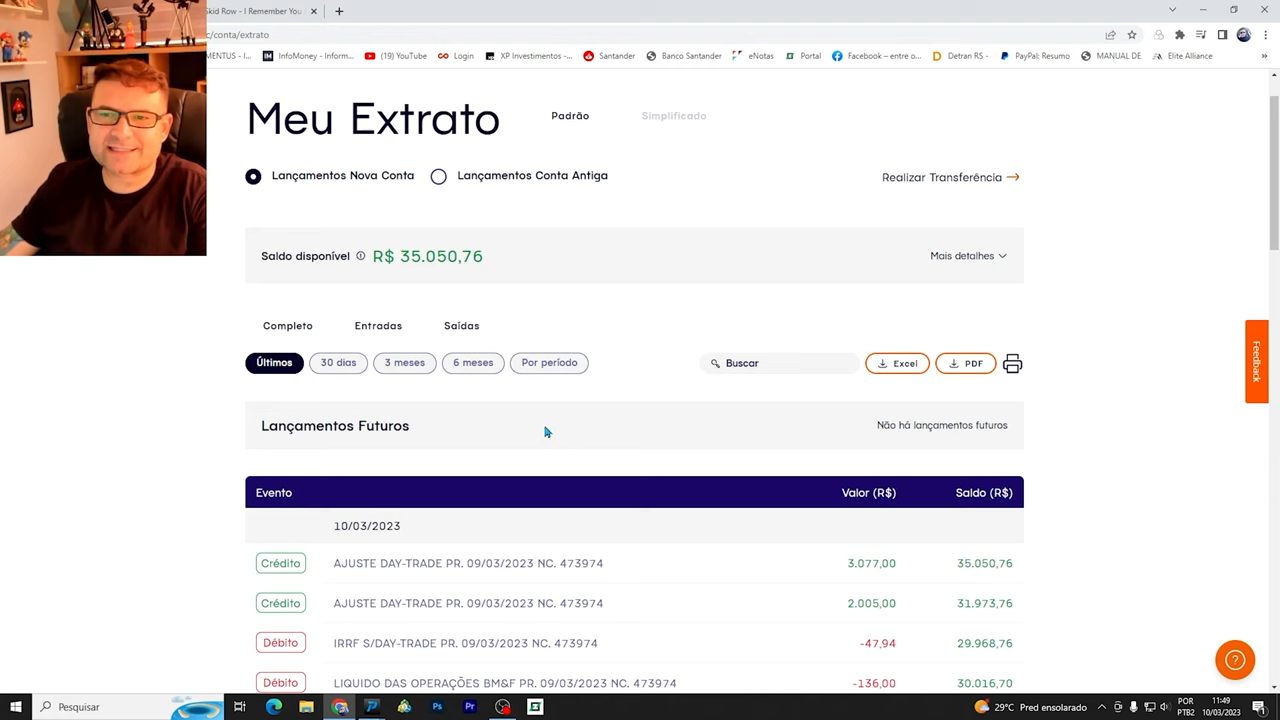 Skid Row - I Remember You
c/conta/extrato
MENTUS - I...
InfoMoney - Inform...
(19) YouTube
Login
XP Investimentos -...
Santander
Banco Santander
eNotas
Portal
Facebook – entre o...
Detran RS -
PayPal: Resumo
MANUAL DE
Elite Alliance
Meu Extrato
Padrão
Simplificado
Lançamentos Nova Conta
Lançamentos Conta Antiga
Realizar Transferência
Saldo disponível R$ 35.050,76
Mais detalhes
Completo
Entradas
Saídas
Últimos
30 dias
3 meses
6 meses
Por período
Buscar
Excel
PDF
Feedback
Lançamentos Futuros
Não há lançamentos futuros
Evento Valor (R$) Saldo (R$)
10/03/2023
Crédito AJUSTE DAY-TRADE PR. 09/03/2023 NC. 473974 3.077,00 35.050,76
Crédito AJUSTE DAY-TRADE PR. 09/03/2023 NC. 473974 2.005,00 31.973,76
Débito IRRF S/DAY-TRADE PR. 09/03/2023 NC. 473974 -47,94 29.968,76
Débito LIQUIDO DAS OPERAÇÕES BM&F PR. 09/03/2023 NC. 473974 -136,00 30.016,70
Pesquisar
29°C Pred ensolarado
POR
PTB2
11:49
10/03/2023